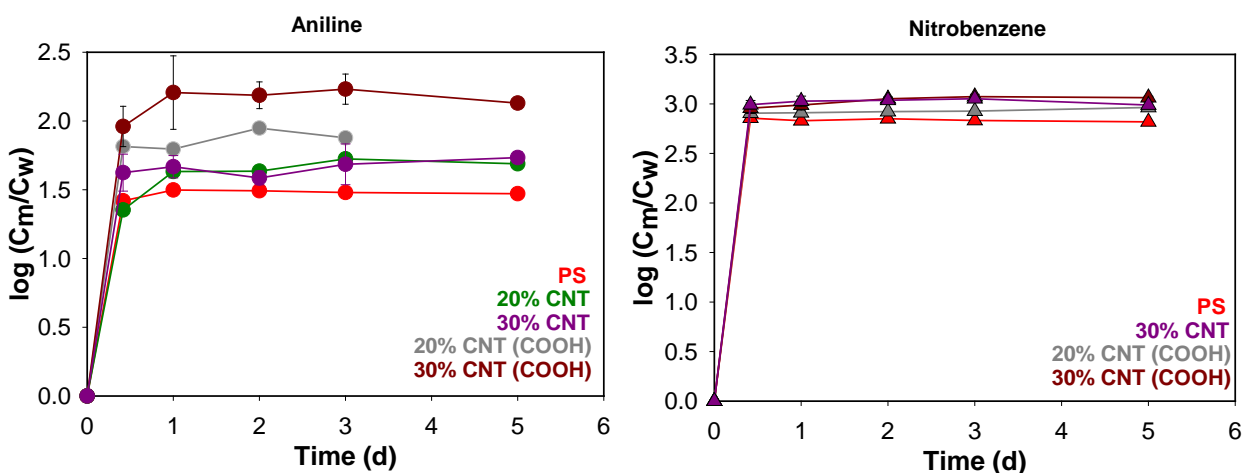 Aniline
log (Cm/Cw)
2.5
2.0
1.5
1.0
0.5
0.0
PS
20% CNT
30% CNT
20% CNT (COOH)
30% CNT (COOH)
0 1 2 3 4 5 6
Time (d)
Nitrobenzene
log (Cm/Cw)
3.5
3.0
2.5
2.0
1.5
1.0
0.5
0.0
PS
30% CNT
20% CNT (COOH)
30% CNT (COOH)
0 1 2 3 4 5 6
Time (d)